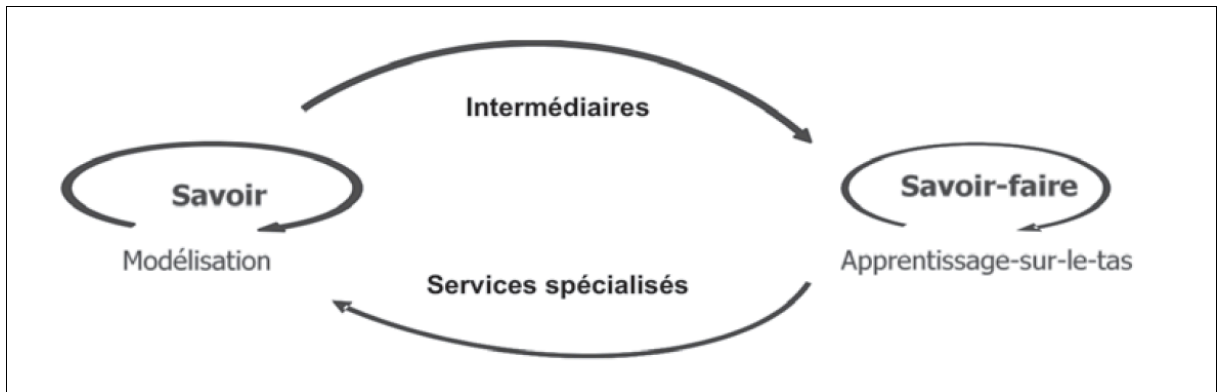 Intermédiaires
Savoir
Modélisation
Savoir-faire
Apprentissage-sur-le-tas
Services spécialisés